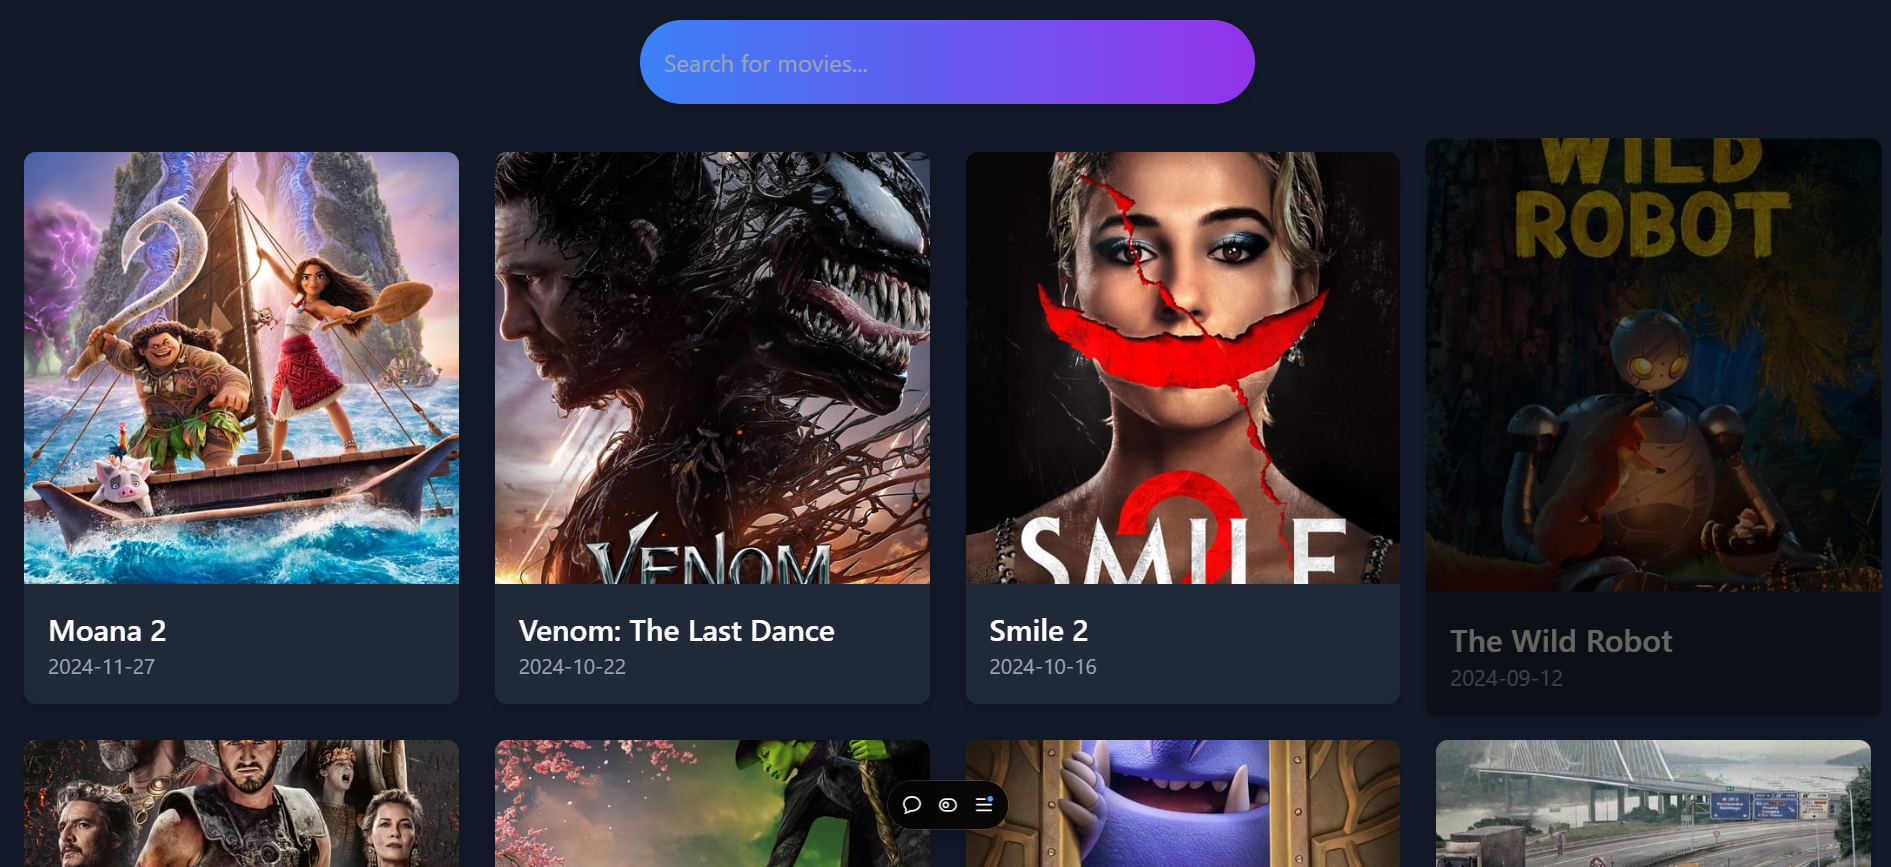 Search for movies...
WILD
ROBOT
VENOM
2
SMILE
Moana 2
2024-11-27
Venom: The Last Dance
2024-10-22
Smile 2
2024-10-16
The Wild Robot
2024-09-12